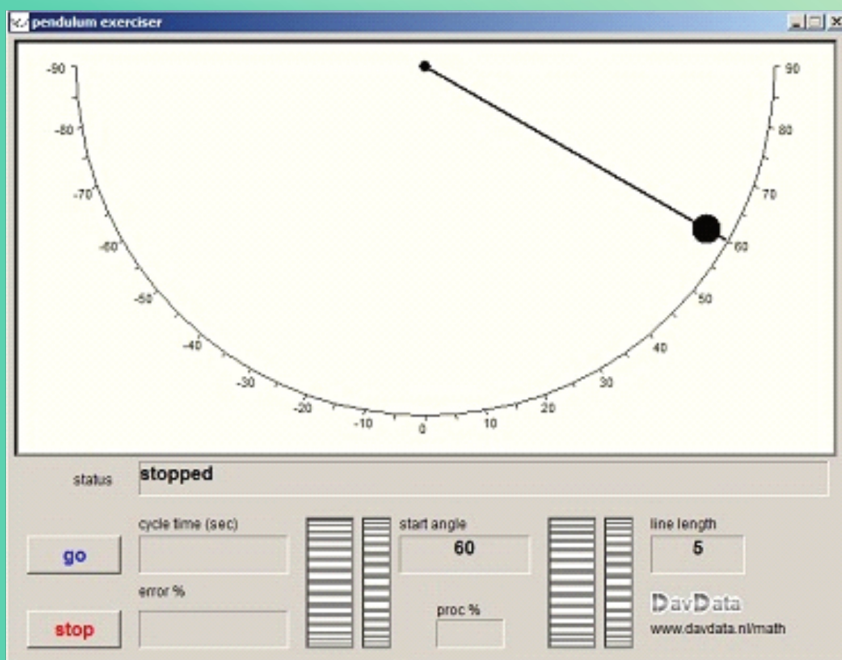 pendulum exerciser
-90 90
-80 80
-70 70
-60 60
-50 50
-40 40
-30 30
-20 20
-10 0 10
status stopped
cycle time (sec) start angle line length
go 60 5
error %
proc %
DavData
stop www.davdata.nl/math